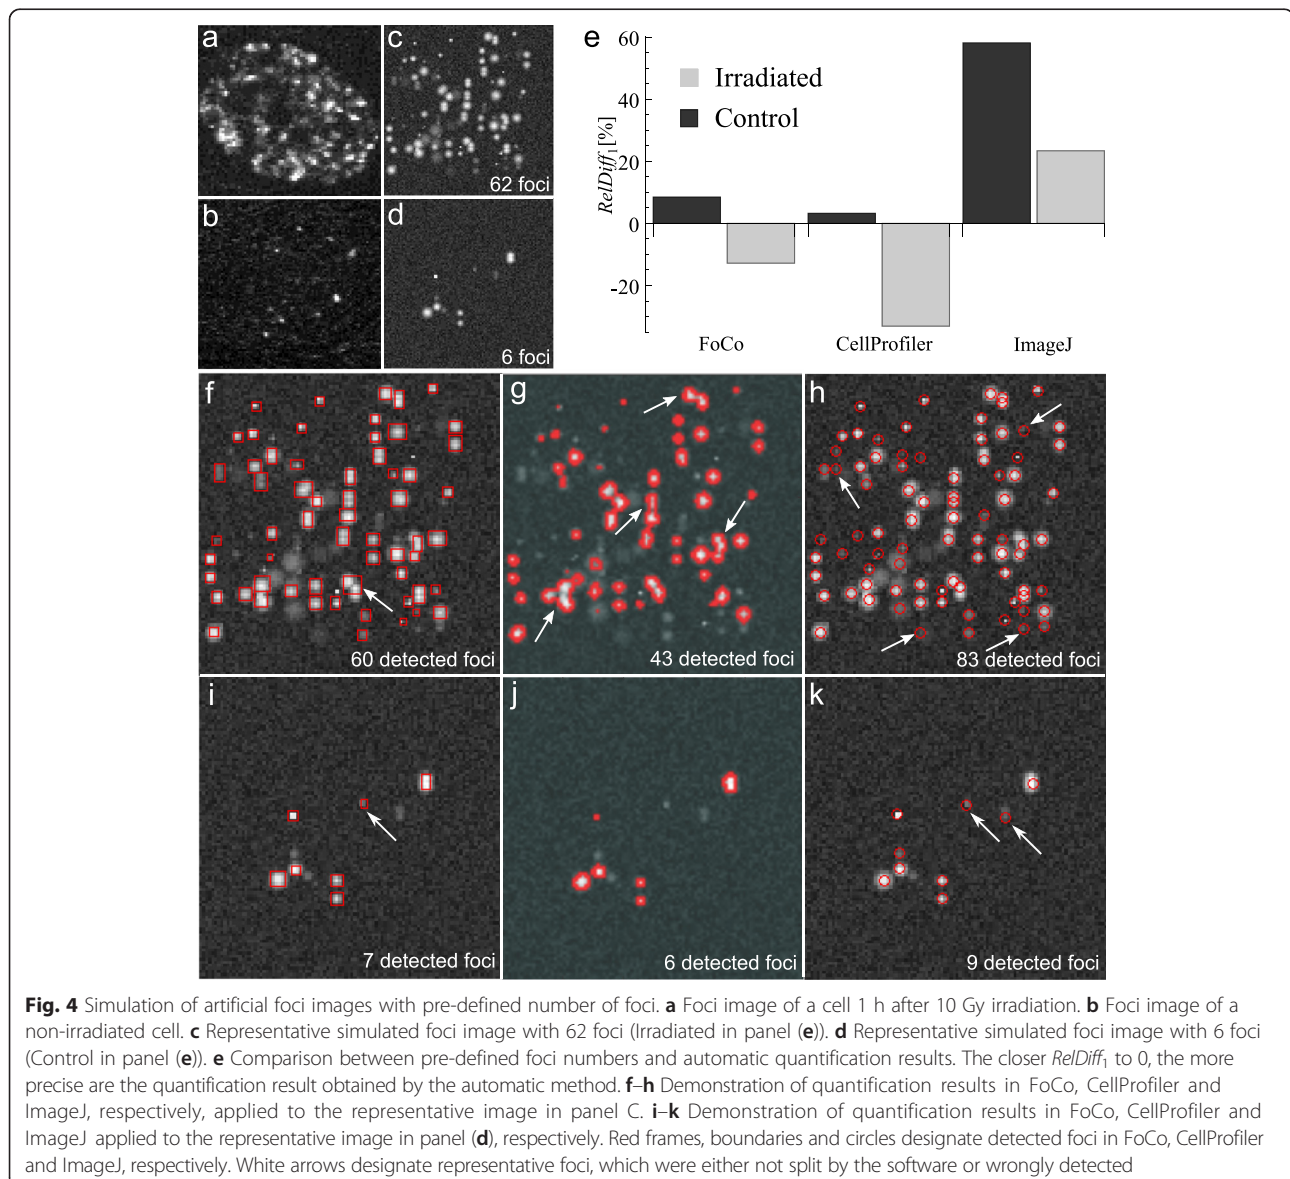 a
c
62 foci
b
d
6 foci
e
60
40
20
0
-20
RelDiff1[%]
Irradiated
Control
FoCo
CellProfiler
ImageJ
f
60 detected foci
g
43 detected foci
h
83 detected foci
i
7 detected foci
j
6 detected foci
k
9 detected foci
Fig. 4 Simulation of artificial foci images with pre-defined number of foci. a Foci image of a cell 1 h after 10 Gy irradiation. b Foci image of a
non-irradiated cell. c Representative simulated foci image with 62 foci (Irradiated in panel (e)). d Representative simulated foci image with 6 foci
(Control in panel (e)). e Comparison between pre-defined foci numbers and automatic quantification results. The closer RelDiff1 to 0, the more
precise are the quantification result obtained by the automatic method. f–h Demonstration of quantification results in FoCo, CellProfiler and
ImageJ, respectively, applied to the representative image in panel C. i–k Demonstration of quantification results in FoCo, CellProfiler and
ImageJ applied to the representative image in panel (d), respectively. Red frames, boundaries and circles designate detected foci in FoCo, CellProfiler
and ImageJ, respectively. White arrows designate representative foci, which were either not split by the software or wrongly detected